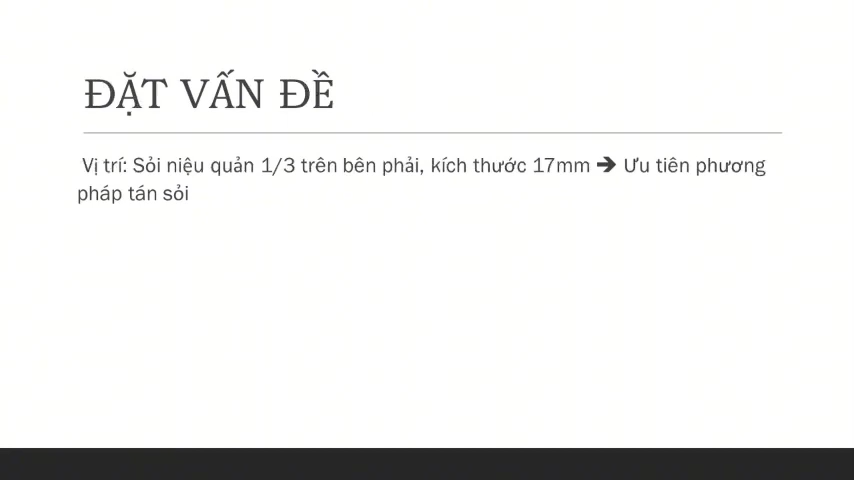 ĐẶT VẤN ĐỀ
Vị trí: Sỏi niệu quản 1/3 trên bên phải, kích thước 17mm ➔ Ưu tiên phương
pháp tán sỏi